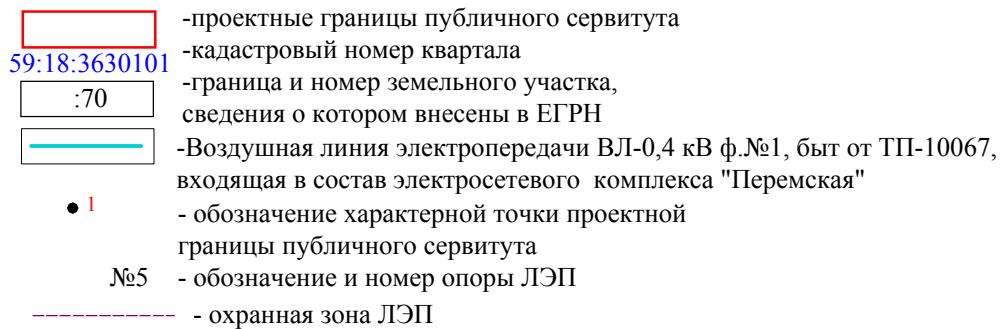 -проектные границы публичного сервитута
59:18:3630101 -кадастровый номер квартала
:70 -граница и номер земельного участка,
сведения о котором внесены в ЕГРН
-Воздушная линия электропередачи ВЛ-0,4 кВ ф.№1, быт от ТП-10067,
входящая в состав электросетевого комплекса "Перемская"
1 - обозначение характерной точки проектной
границы публичного сервитута
№5 - обозначение и номер опоры ЛЭП
- охранная зона ЛЭП